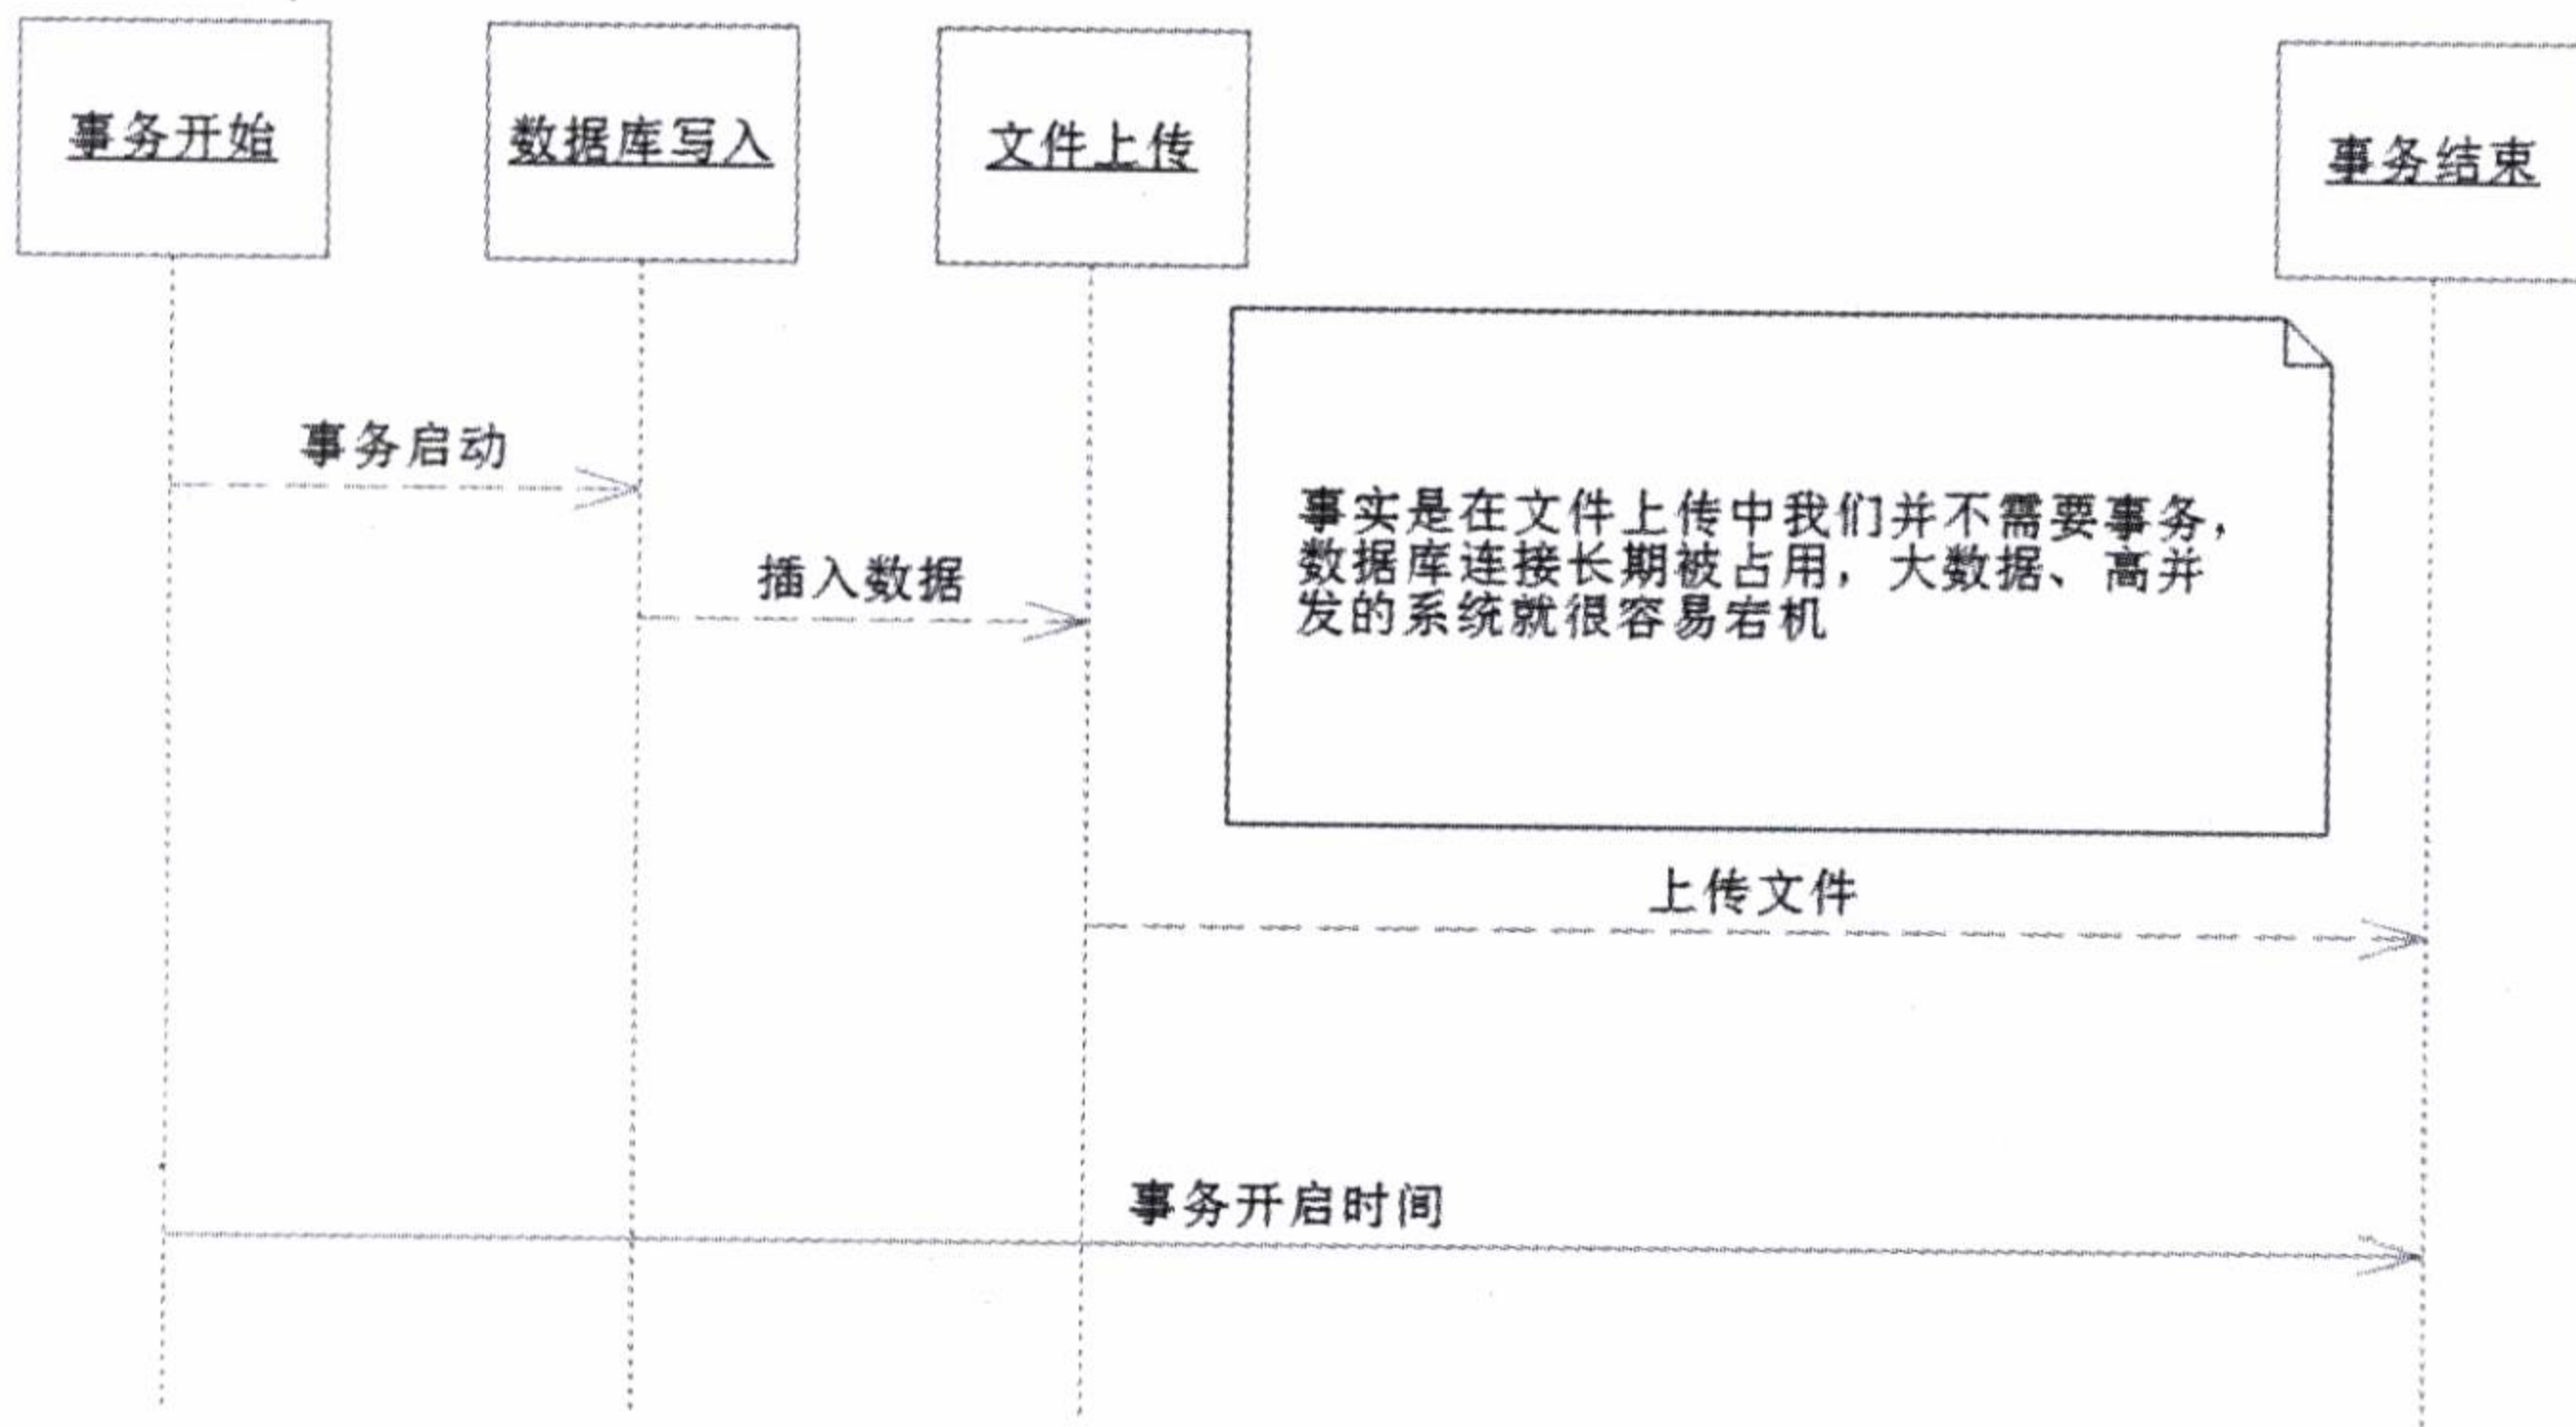 事务开始
数据库写入
文件上传
事务结束
事务启动
插入数据
事实是在文件上传中我们并不需要事务，
数据库连接长期被占用，大数据、高并
发的系统就很容易宕机
上传文件
事务开启时间